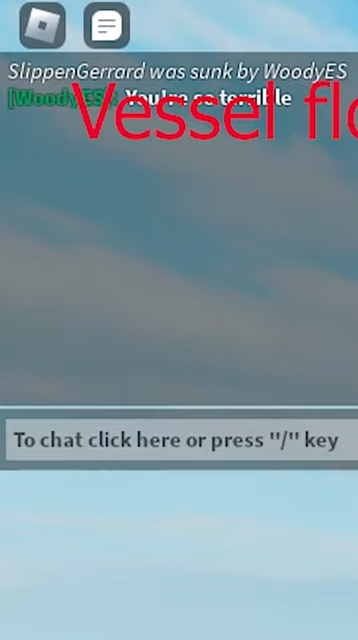 SlippenGerrard was sunk by WoodyES
[WoodyES]: You're so terrible
Vessel flo
To chat click here or press "/" key